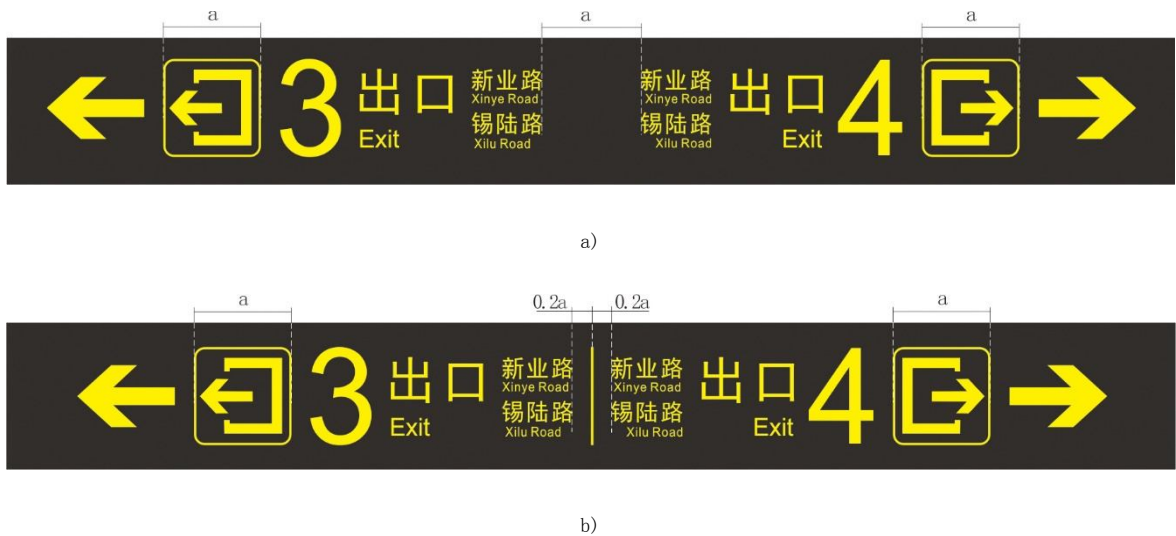 a
a
a
3
出口
Exit
新业路
Xinye Road
锡陆路
Xilu Road
新业路
Xinye Road
锡陆路
Xilu Road
出口
Exit
4
a)
a
0.2a
0.2a
a
3
出口
Exit
新业路
Xinye Road
锡陆路
Xilu Road
新业路
Xinye Road
锡陆路
Xilu Road
出口
Exit
4
b)